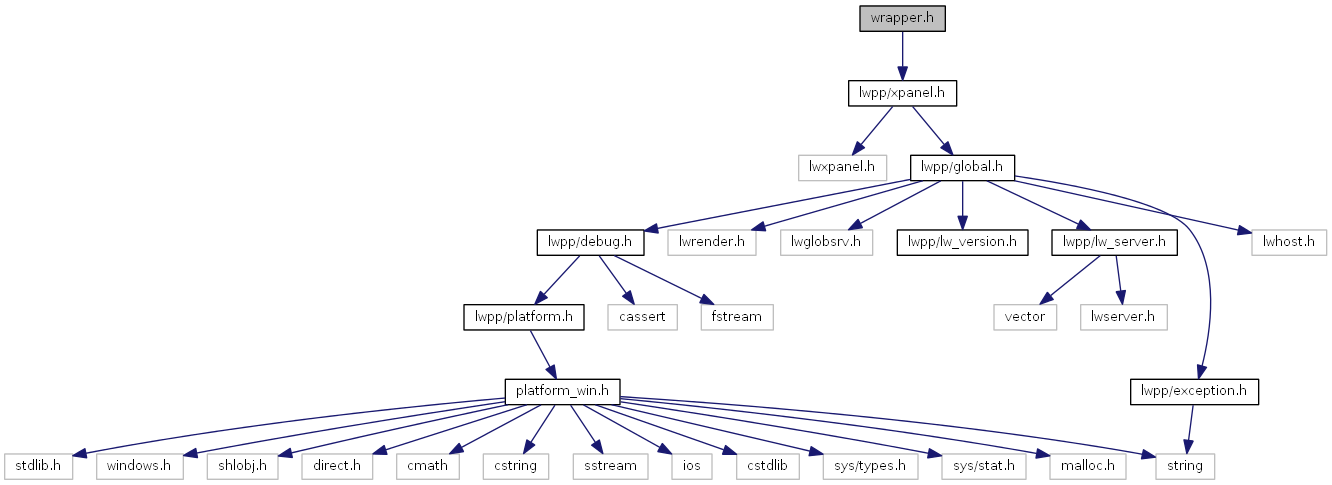 wrapper.h
lwpp/xpanel.h
lwxpanel.h
lwpp/global.h
lwpp/debug.h
lwrender.h
lwglobsrv.h
lwpp/lw_version.h
lwpp/lw_server.h
lwhost.h
lwpp/platform.h
cassert
fstream
vector
lwserver.h
platform_win.h
lwpp/exception.h
stdlib.h
windows.h
shlobj.h
direct.h
cmath
cstring
sstream
ios
cstdlib
sys/types.h
sys/stat.h
malloc.h
string